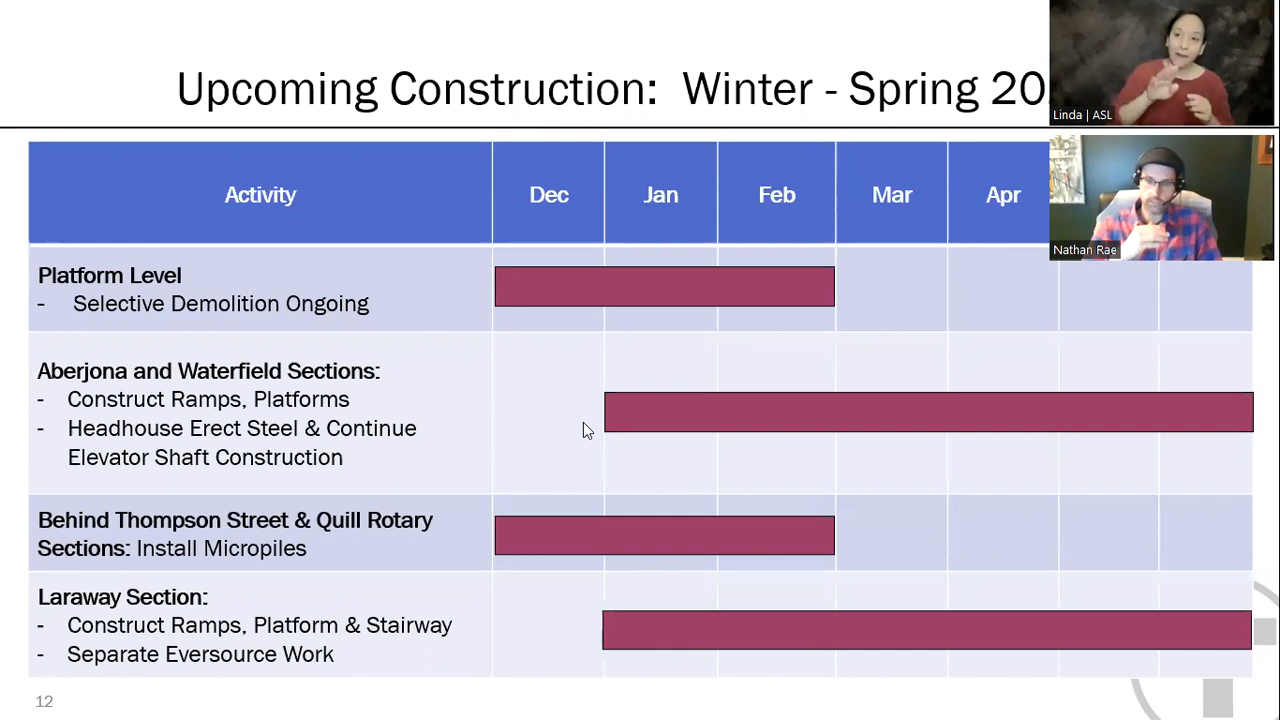 Upcoming Construction: Winter - Spring 20
Linda | ASL
Activity Dec Jan Feb Mar Apr
Nathan Rae
Platform Level
- Selective Demolition Ongoing
Aberjona and Waterfield Sections:
- Construct Ramps, Platforms
- Headhouse Erect Steel & Continue
Elevator Shaft Construction
Behind Thompson Street & Quill Rotary
Sections: Install Micropiles
Laraway Section:
- Construct Ramps, Platform & Stairway
- Separate Eversource Work
12